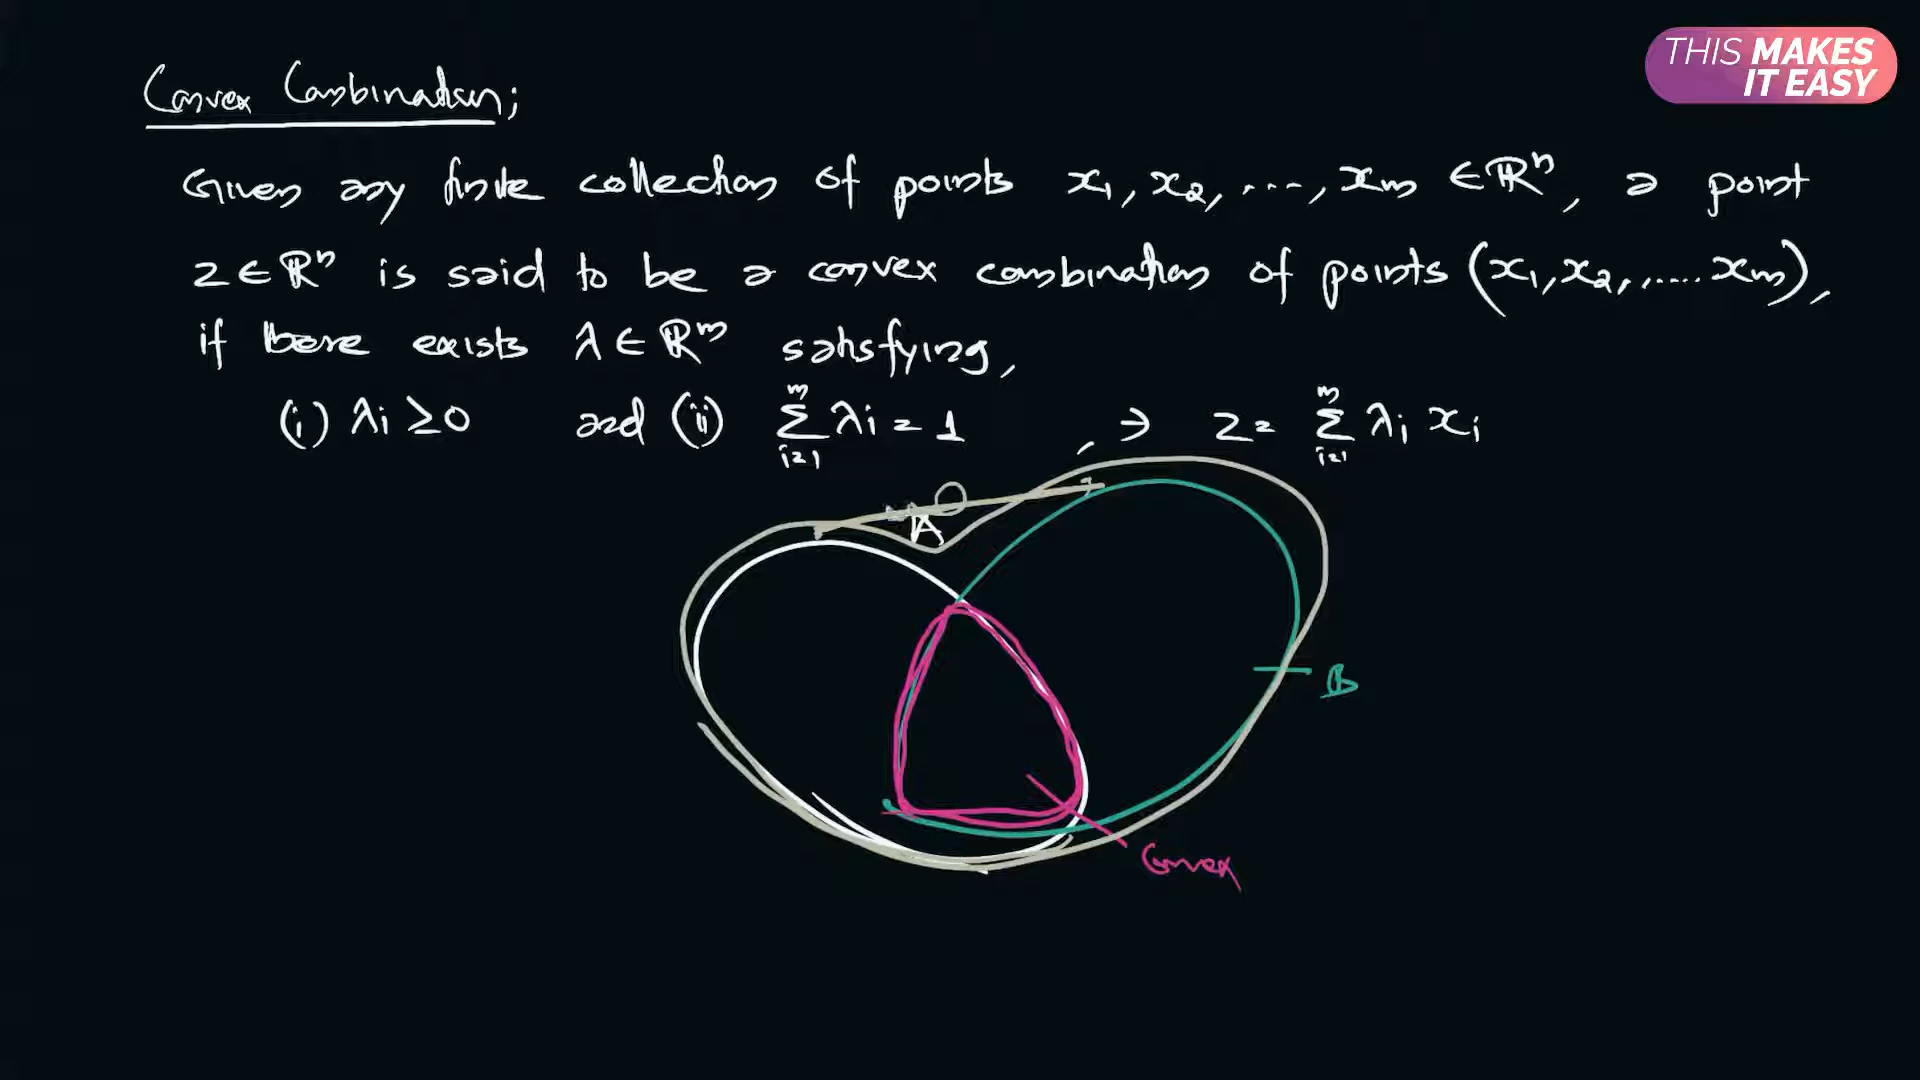 THIS MAKES
IT EASY
Convex Combination;
Given any finite collection of points x₁, x₂, ..., xₘ ∈ ℝⁿ, a point
z ∈ ℝⁿ is said to be a convex combination of points (x₁, x₂, ..... xₘ),
if there exists λ ∈ ℝᵐ satisfying,
(i) λi ≥ 0 and (ii) ∑ᵢ₌₁ᵐ λi = 1 , ∋ z = ∑ᵢ₌₁ᵐ λi xi
A
B
Convex